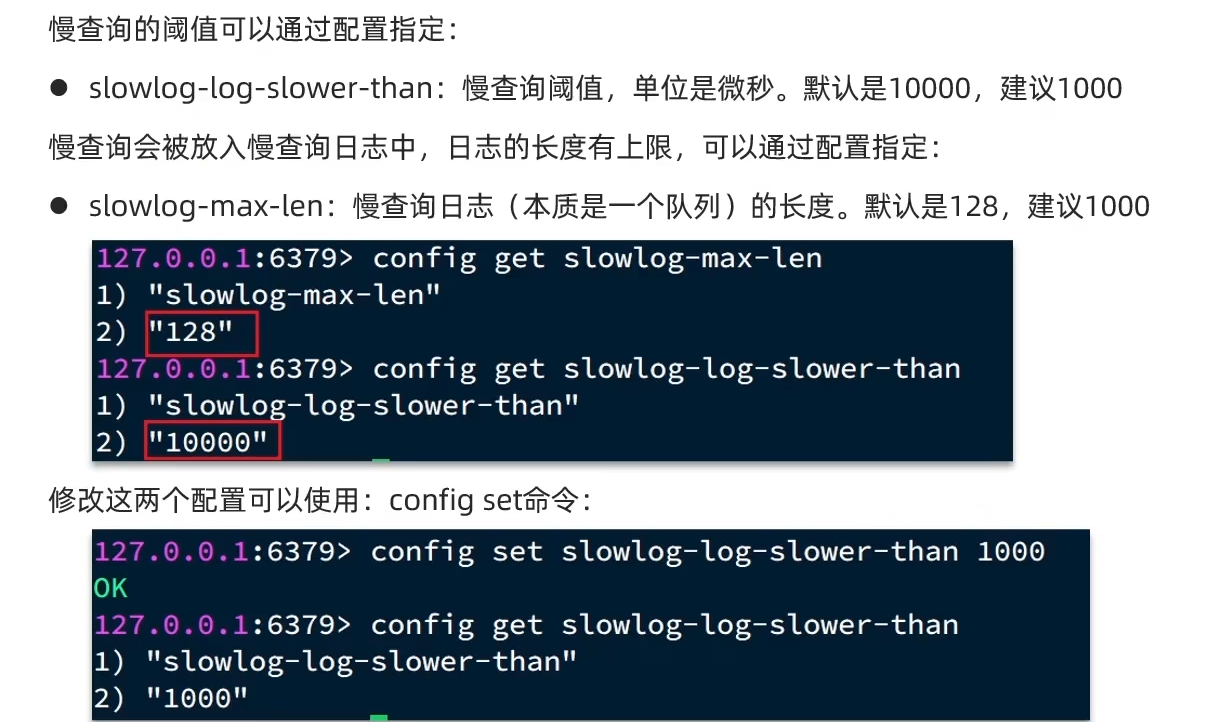 慢查询的阈值可以通过配置指定：
● slowlog-log-slower-than：慢查询阈值，单位是微秒。默认是10000，建议1000
慢查询会被放入慢查询日志中，日志的长度有上限，可以通过配置指定：
● slowlog-max-len：慢查询日志（本质是一个队列）的长度。默认是128，建议1000
127.0.0.1:6379> config get slowlog-max-len
1) "slowlog-max-len"
2) "128"
127.0.0.1:6379> config get slowlog-log-slower-than
1) "slowlog-log-slower-than"
2) "10000"
修改这两个配置可以使用：config set命令：
127.0.0.1:6379> config set slowlog-log-slower-than 1000
OK
127.0.0.1:6379> config get slowlog-log-slower-than
1) "slowlog-log-slower-than"
2) "1000"